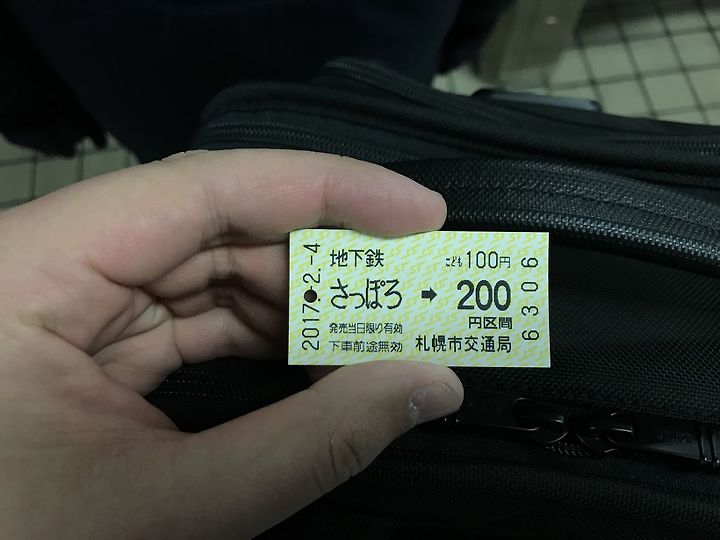 2017.2.-4
地下鉄 こども100円
さっぽろ ➡ 200
円区間
発売当日限り有効
下車前途無効 札幌市交通局
6306